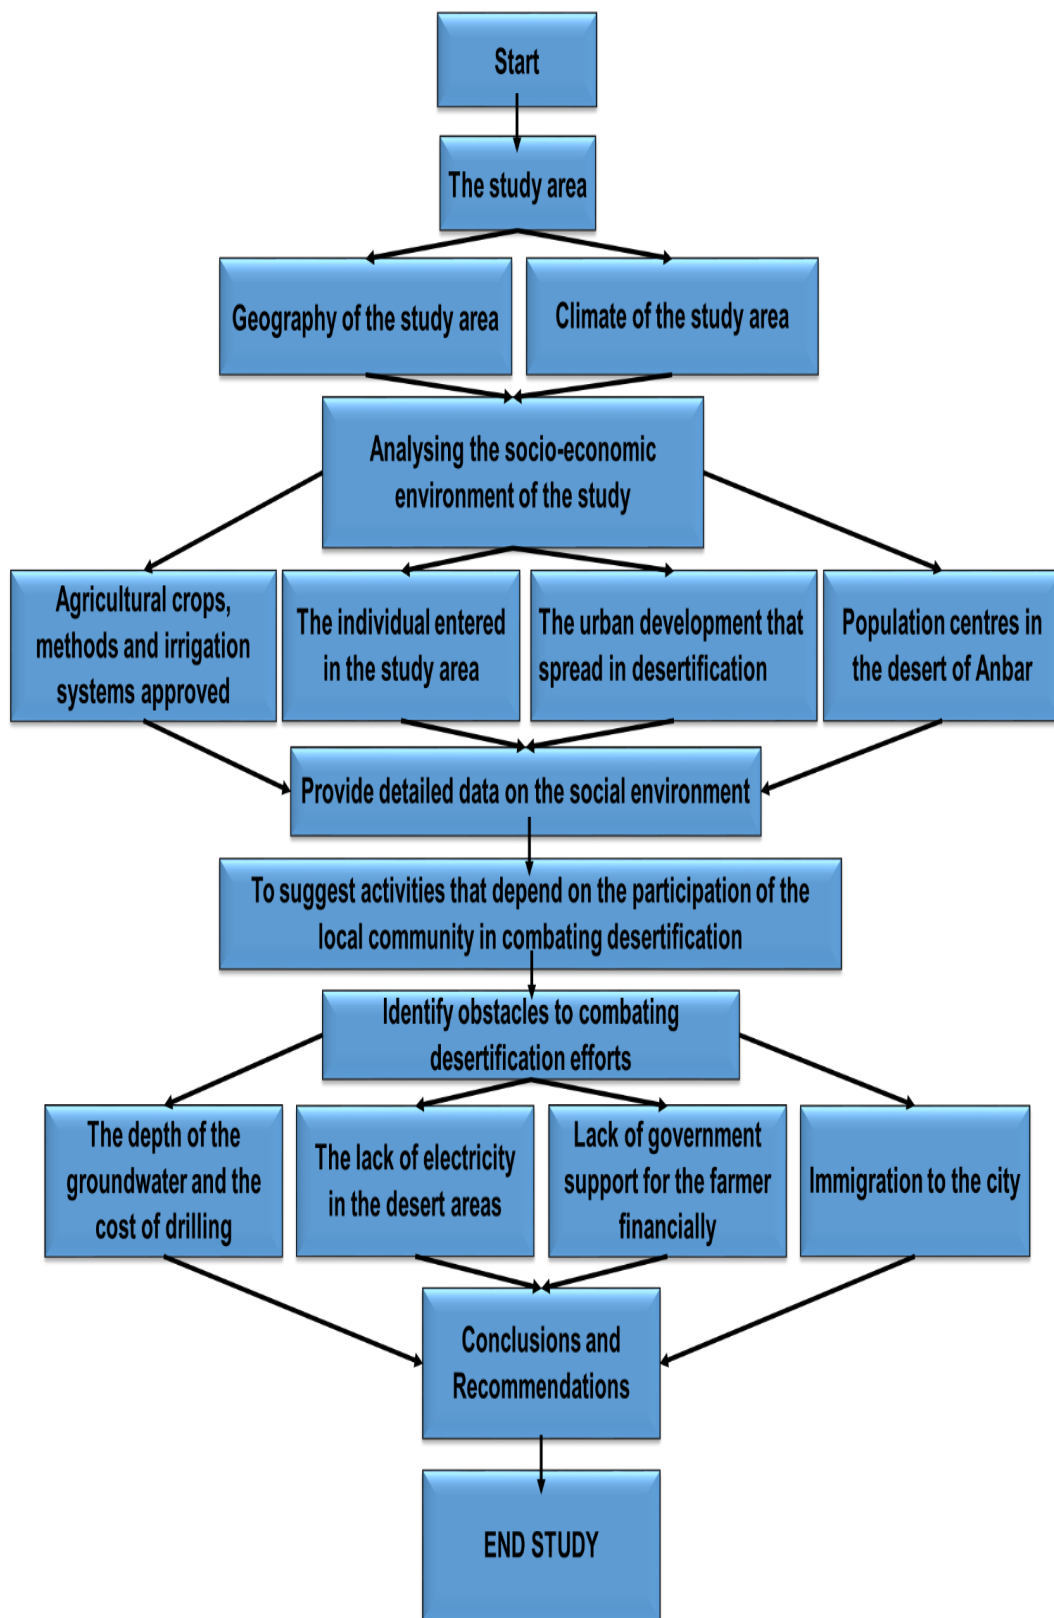 Start
The study area
Geography of the study area
Climate of the study area
Analysing the socio-economic
environment of the study
Agricultural crops,
methods and irrigation
systems approved
The individual entered
in the study area
The urban development that
spread in desertification
Population centres in
the desert of Anbar
Provide detailed data on the social environment
To suggest activities that depend on the participation of the
local community in combating desertification
Identify obstacles to combating
desertification efforts
The depth of the
groundwater and the
cost of drilling
The lack of electricity
in the desert areas
Lack of government
support for the farmer
financially
Immigration to the city
Conclusions and
Recommendations
END STUDY